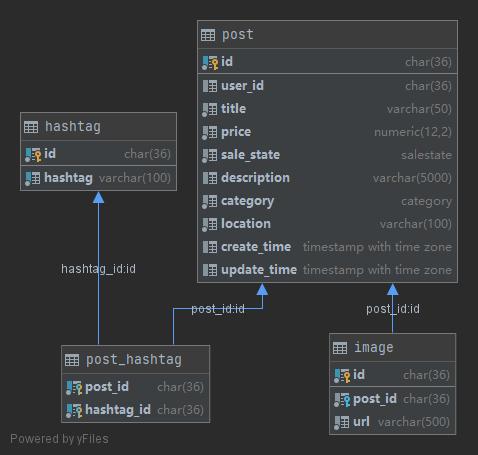 post
id char(36)
user_id char(36)
title varchar(50)
price numeric(12,2)
sale_state salestate
description varchar(5000)
category category
location varchar(100)
create_time timestamp with time zone
update_time timestamp with time zone
hashtag
id char(36)
hashtag varchar(100)
hashtag_id:id
post_id:id
post_id:id
post_hashtag
post_id char(36)
hashtag_id char(36)
image
id char(36)
post_id char(36)
url varchar(500)
Powered by yFiles